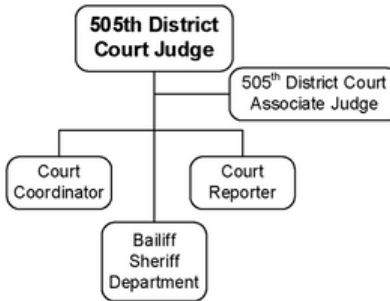 505th District
Court Judge
505th District Court
Associate Judge
Court
Coordinator
Court
Reporter
Bailiff
Sheriff
Department